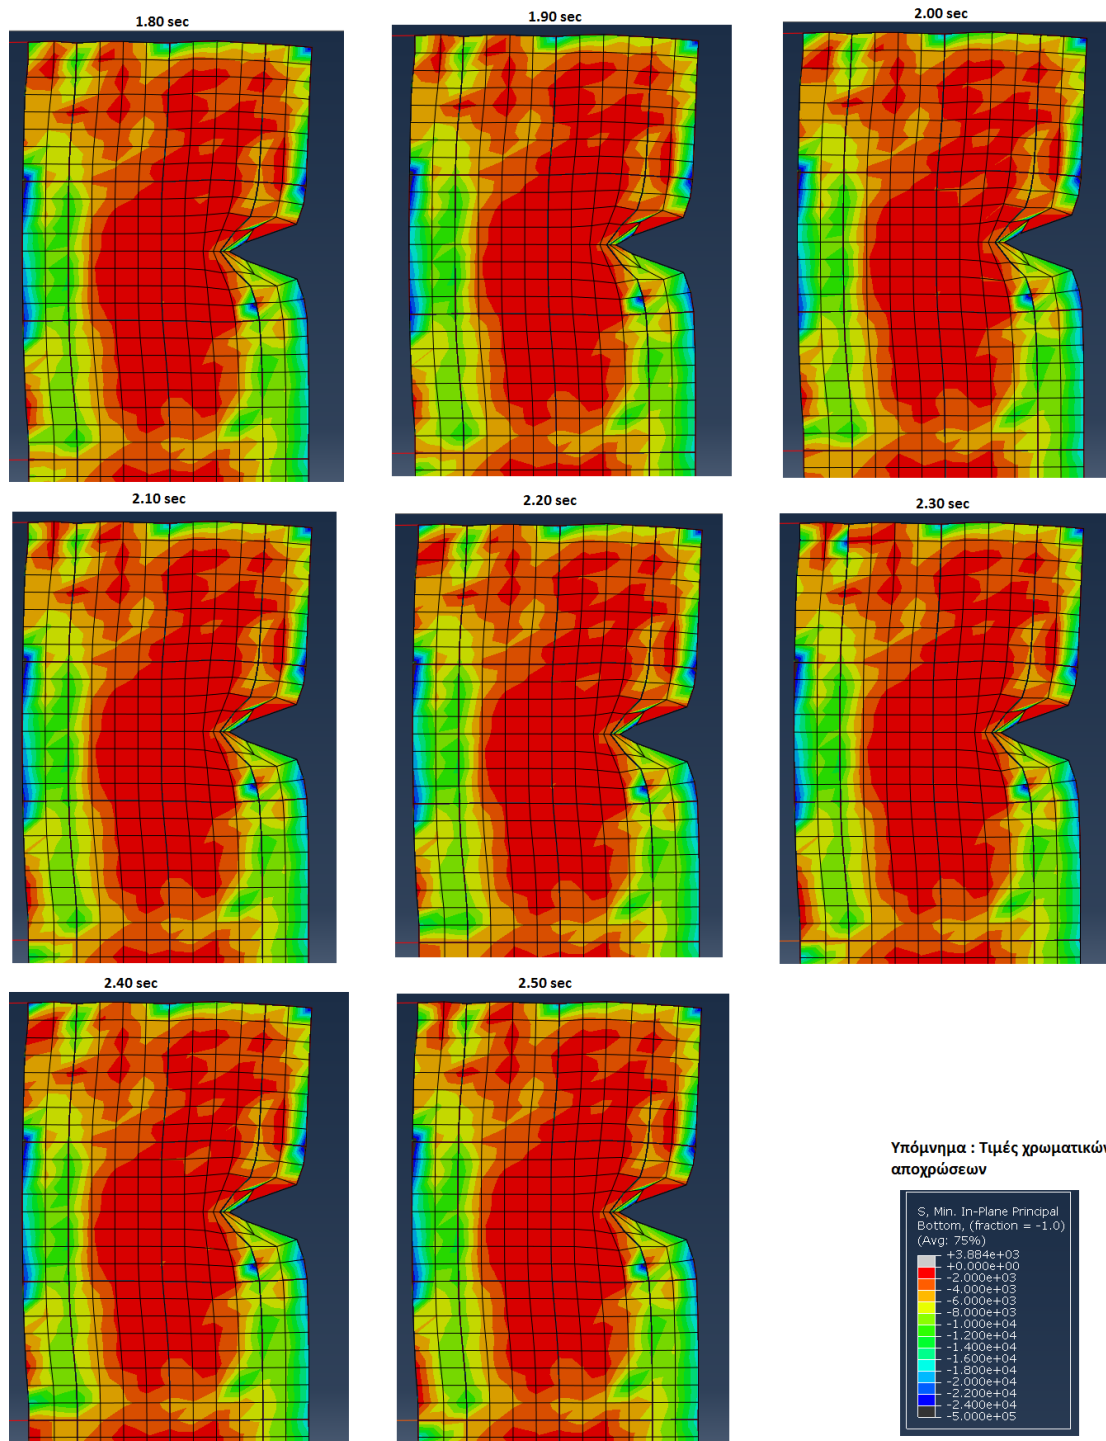 1.80 sec
1.90 sec
2.00 sec
2.10 sec
2.20 sec
2.30 sec
2.40 sec
2.50 sec
Υπόμνημα : Τιμές χρωματικών
αποχρώσεων
S, Min. In-Plane Principal
Bottom, (fraction = -1.0)
(Avg: 75%)
+3.884e+03
+0.000e+00
-2.000e+03
-4.000e+03
-6.000e+03
-8.000e+03
-1.000e+04
-1.200e+04
-1.400e+04
-1.600e+04
-1.800e+04
-2.000e+04
-2.200e+04
-2.400e+04
-5.000e+05